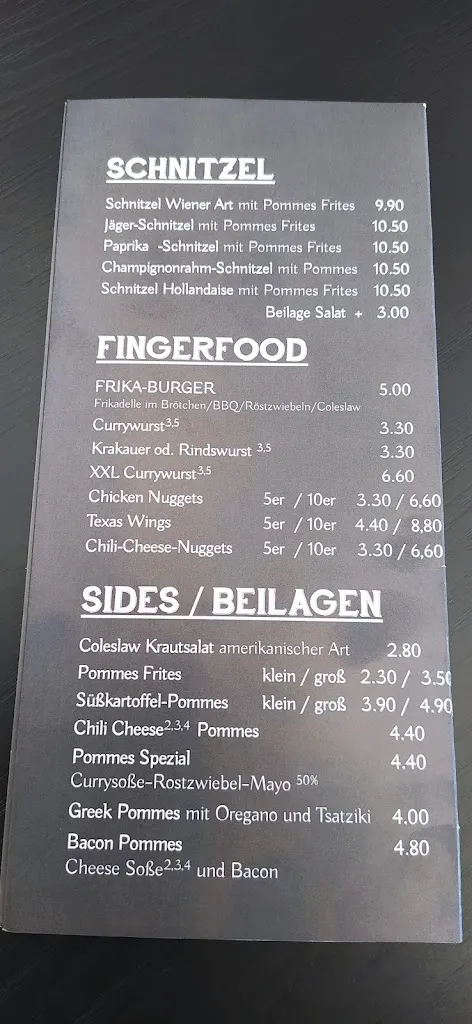 SCHNITZEL
Schnitzel Wiener Art mit Pommes Frites 9.90
Jäger-Schnitzel mit Pommes Frites 10.50
Paprika -Schnitzel mit Pommes Frites 10.50
Champignonrahm-Schnitzel mit Pommes 10.50
Schnitzel Hollandaise mit Pommes Frites 10.50
Beilage Salat + 3.00
FINGERFOOD
FRIKA-BURGER 5.00
Frikadelle im Brötchen/BBQ/Röstzwiebeln/Coleslaw
Currywurst3,5 3.30
Krakauer od. Rindswurst 3,5 3.30
XXL Currywurst3,5 6.60
Chicken Nuggets 5er / 10er 3.30 / 6,60
Texas Wings 5er / 10er 4.40 / 8,80
Chili-Cheese-Nuggets 5er / 10er 3.30 / 6,60
SIDES / BEILAGEN
Coleslaw Krautsalat amerikanischer Art 2.80
Pommes Frites klein / groß 2.30 / 3.50
Süßkartoffel-Pommes klein / groß 3.90 / 4.90
Chili Cheese2,3,4 Pommes 4.40
Pommes Spezial 4.40
Currysoße-Rostzwiebel-Mayo 50%
Greek Pommes mit Oregano und Tsatziki 4.00
Bacon Pommes 4.80
Cheese Soße2,3,4 und Bacon